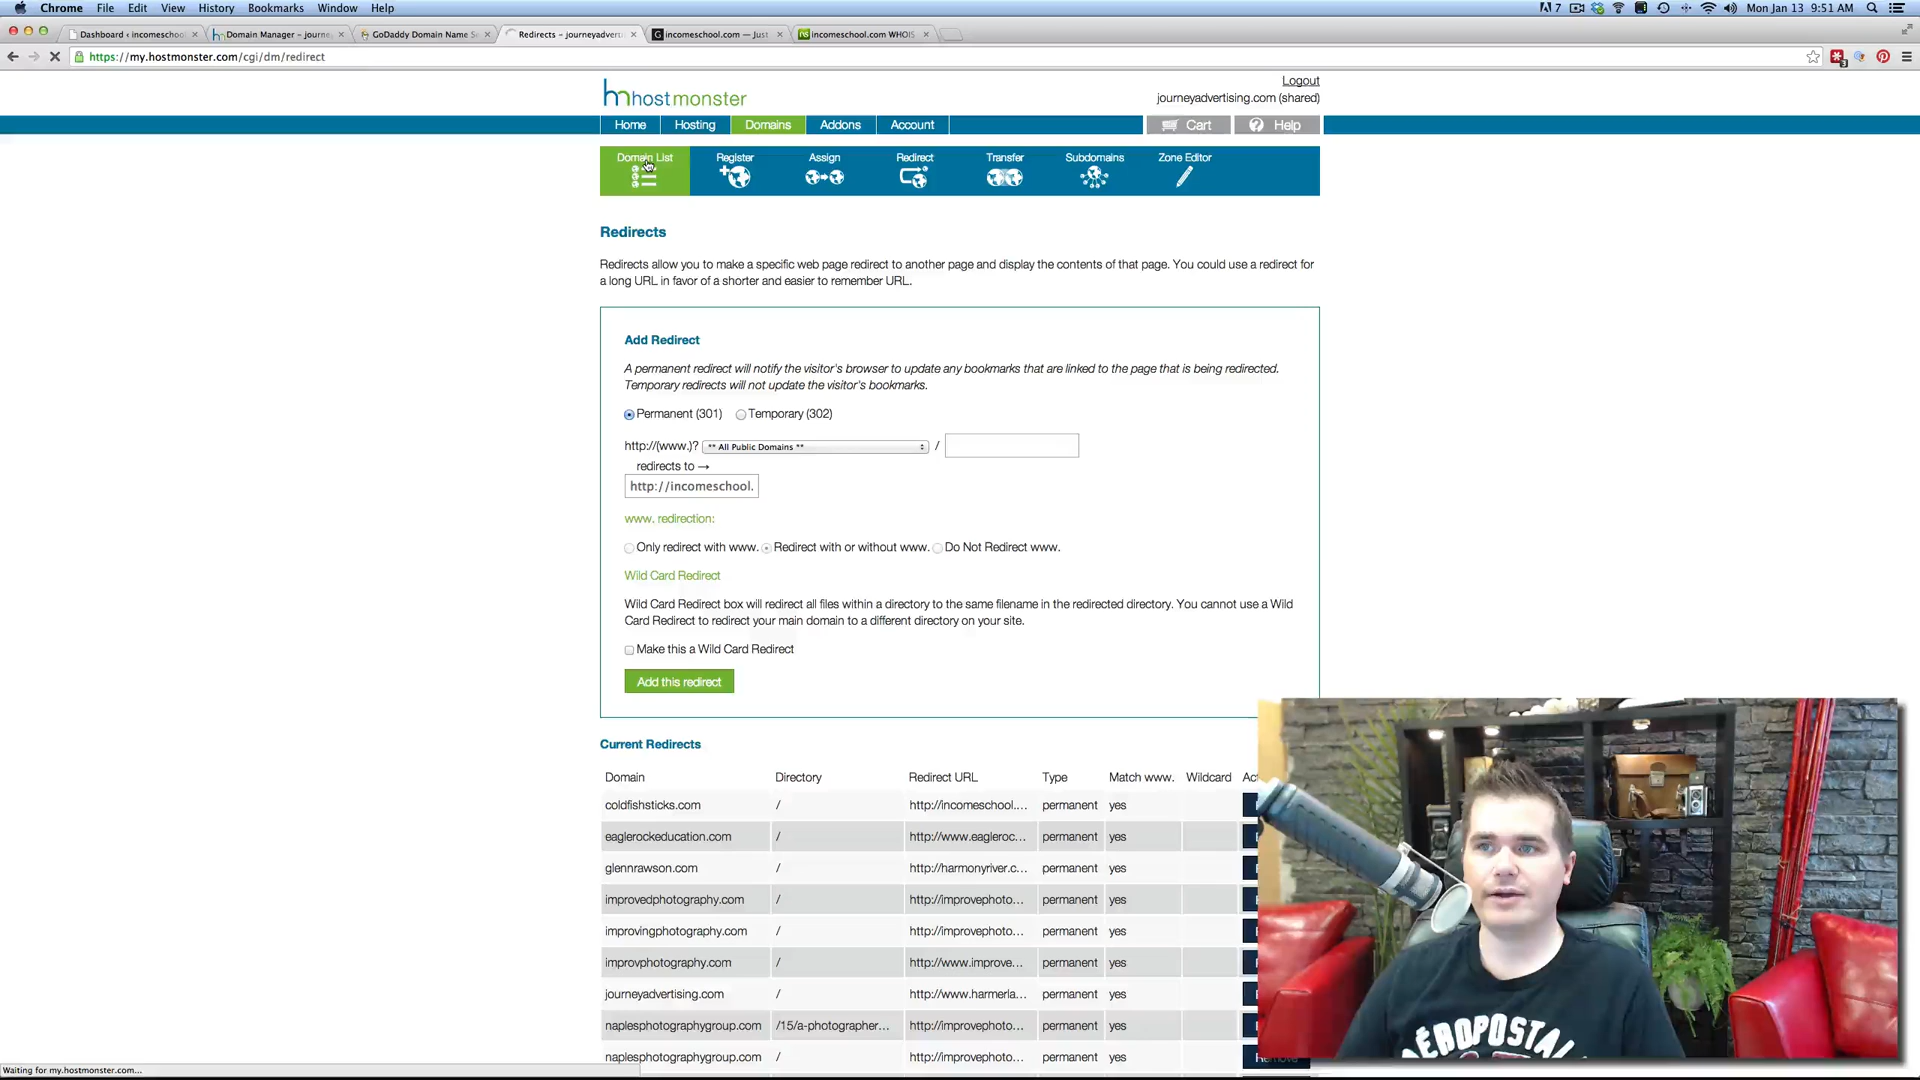 Chrome File Edit View History Bookmarks Window Help
7 Mon Jan 13 9:51 AM
Dashboard ‹ incomeschool × Domain Manager – journe × GoDaddy Domain Name Se × Redirects – journeyadverti × incomeschool.com — Just × incomeschool.com WHOIS ×
https://my.hostmonster.com/cgi/dm/redirect
Logout
hm hostmonster
journeyadvertising.com (shared)
Home Hosting Domains Addons Account Cart Help
Domain List Register Assign Redirect Transfer Subdomains Zone Editor
Redirects
Redirects allow you to make a specific web page redirect to another page and display the contents of that page. You could use a redirect for
a long URL in favor of a shorter and easier to remember URL.
Add Redirect
A permanent redirect will notify the visitor's browser to update any bookmarks that are linked to the page that is being redirected.
Temporary redirects will not update the visitor's bookmarks.
Permanent (301) Temporary (302)
http://(www.)? ** All Public Domains ** /
redirects to →
http://incomeschool.
www. redirection:
Only redirect with www. Redirect with or without www. Do Not Redirect www.
Wild Card Redirect
Wild Card Redirect box will redirect all files within a directory to the same filename in the redirected directory. You cannot use a Wild
Card Redirect to redirect your main domain to a different directory on your site.
Make this a Wild Card Redirect
Add this redirect
Current Redirects
Domain Directory Redirect URL Type Match www. Wildcard
coldfishsticks.com / http://incomeschool.... permanent yes
eaglerockeducation.com / http://www.eagleroc... permanent yes
glennrawson.com / http://harmonyriver.c... permanent yes
improvedphotography.com / http://improvephoto... permanent yes
improvingphotography.com / http://improvephoto... permanent yes
improvphotography.com / http://www.improve... permanent yes
journeyadvertising.com / http://www.harmerla... permanent yes
naplesphotographygroup.com /15/a-photographer... http://improvephoto... permanent yes
naplesphotographygroup.com / http://improvephoto... permanent yes Remove
Waiting for my.hostmonster.com...
AÉROPOSTAL